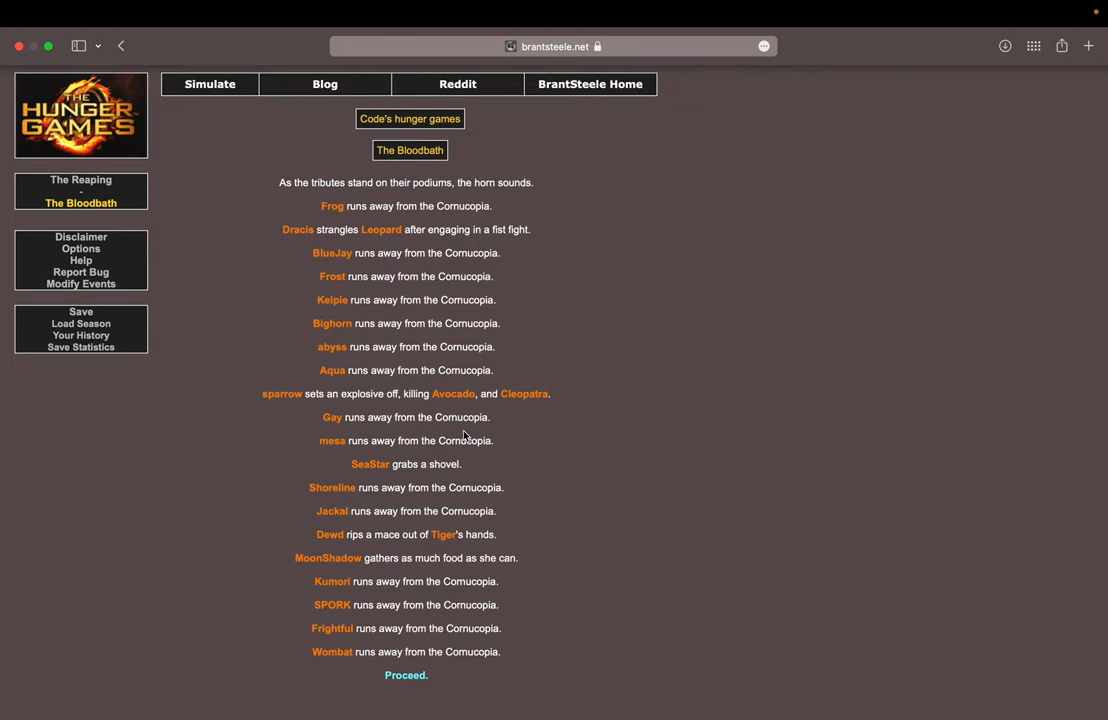 brantsteele.net
THE
HUNGER
GAMES
Simulate
Blog
Reddit
BrantSteele Home
The Reaping
-
The Bloodbath
Disclaimer
Options
Help
Report Bug
Modify Events
Save
Load Season
Your History
Save Statistics
Code's hunger games
The Bloodbath
As the tributes stand on their podiums, the horn sounds.
Frog runs away from the Cornucopia.
Dracis strangles Leopard after engaging in a fist fight.
BlueJay runs away from the Cornucopia.
Frost runs away from the Cornucopia.
Kelpie runs away from the Cornucopia.
Bighorn runs away from the Cornucopia.
abyss runs away from the Cornucopia.
Aqua runs away from the Cornucopia.
sparrow sets an explosive off, killing Avocado, and Cleopatra.
Gay runs away from the Cornucopia.
mesa runs away from the Cornucopia.
SeaStar grabs a shovel.
Shoreline runs away from the Cornucopia.
Jackal runs away from the Cornucopia.
Dewd rips a mace out of Tiger's hands.
MoonShadow gathers as much food as she can.
Kumori runs away from the Cornucopia.
SPORK runs away from the Cornucopia.
Frightful runs away from the Cornucopia.
Wombat runs away from the Cornucopia.
Proceed.